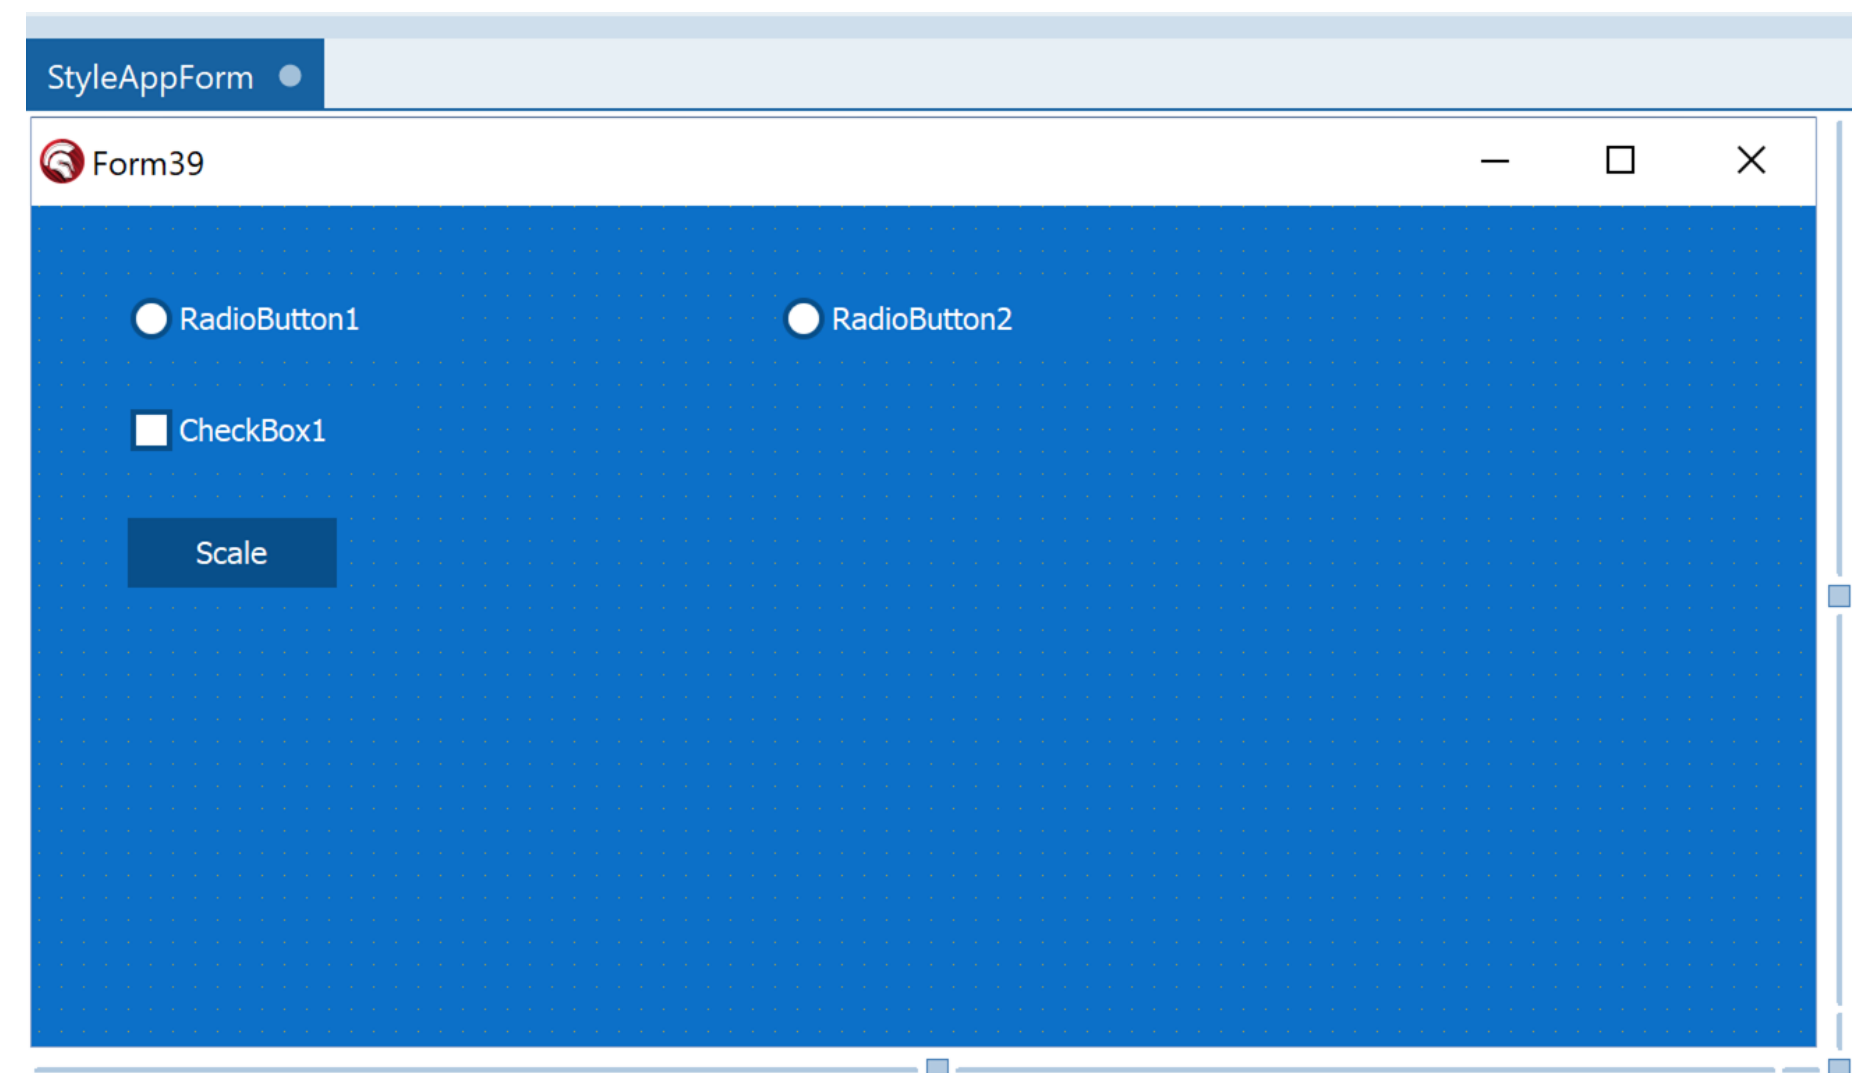 StyleAppForm
Form39
RadioButton1 RadioButton2
CheckBox1
Scale